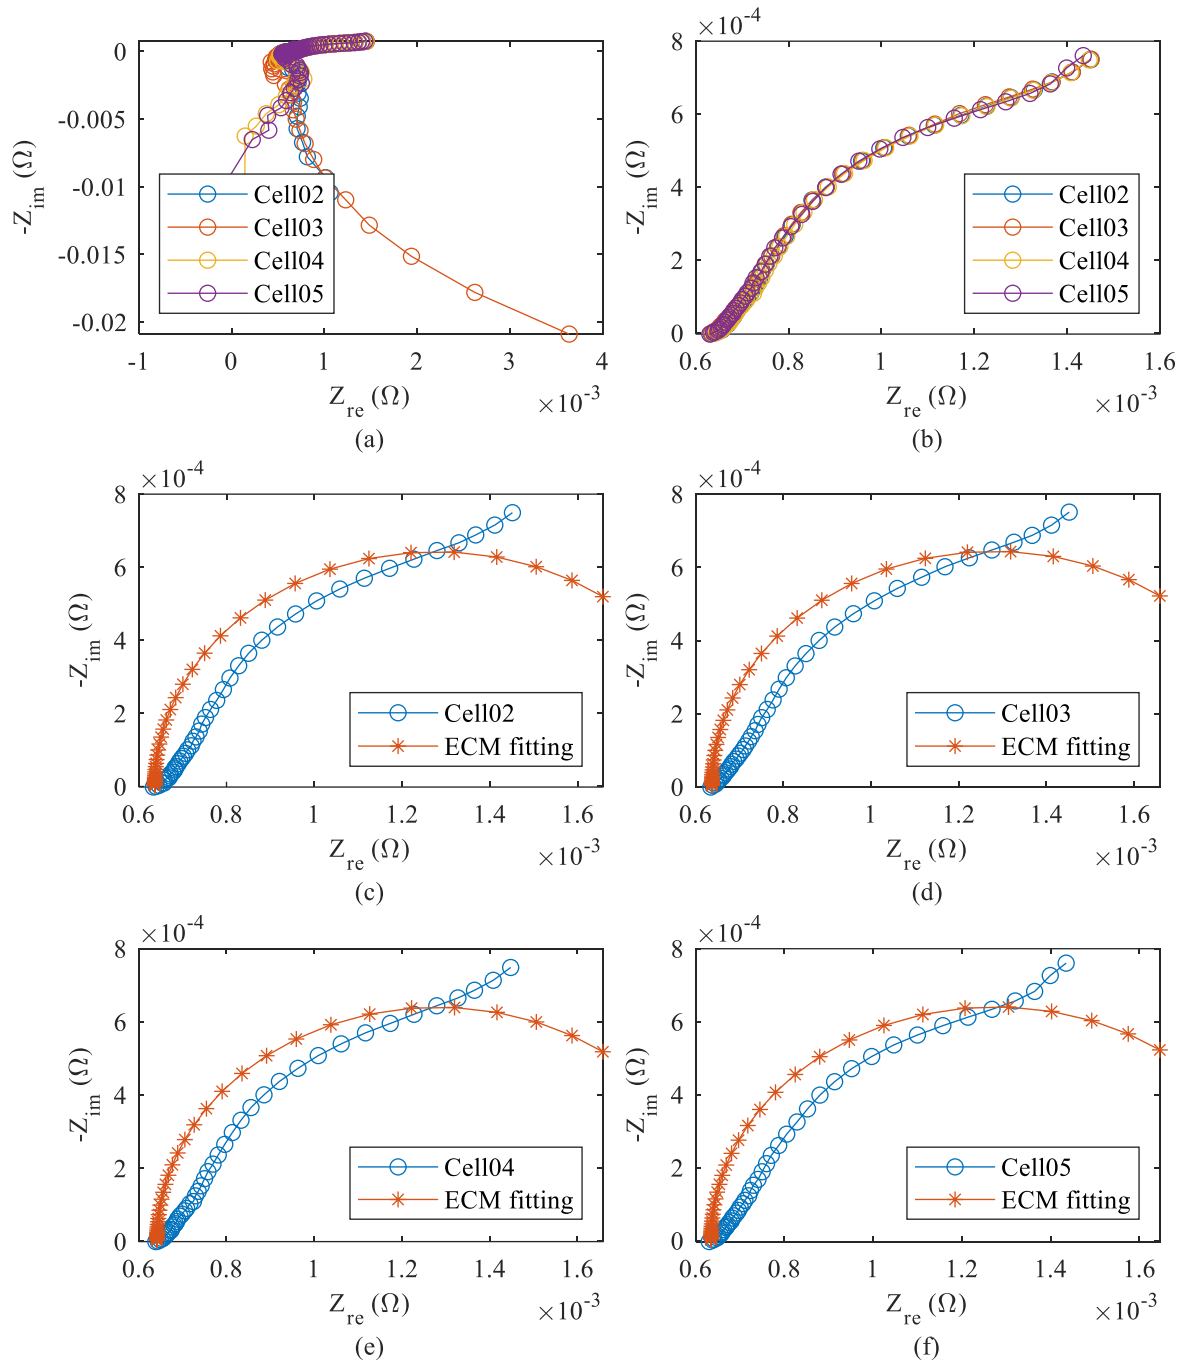 0
-0.005
-0.01
-0.015
-0.02
-1
0
1
2
3
4
×10⁻³
-Z_im (Ω)
Z_re (Ω)
Cell02
Cell03
Cell04
Cell05
(a)
×10⁻⁴
8
6
4
2
0
0.6
0.8
1
1.2
1.4
1.6
×10⁻³
-Z_im (Ω)
Z_re (Ω)
Cell02
Cell03
Cell04
Cell05
(b)
×10⁻⁴
8
6
4
2
0
0.6
0.8
1
1.2
1.4
1.6
×10⁻³
-Z_im (Ω)
Z_re (Ω)
Cell02
ECM fitting
(c)
×10⁻⁴
8
6
4
2
0
0.6
0.8
1
1.2
1.4
1.6
×10⁻³
-Z_im (Ω)
Z_re (Ω)
Cell03
ECM fitting
(d)
×10⁻⁴
8
6
4
2
0
0.6
0.8
1
1.2
1.4
1.6
×10⁻³
-Z_im (Ω)
Z_re (Ω)
Cell04
ECM fitting
(e)
×10⁻⁴
8
6
4
2
0
0.6
0.8
1
1.2
1.4
1.6
×10⁻³
-Z_im (Ω)
Z_re (Ω)
Cell05
ECM fitting
(f)